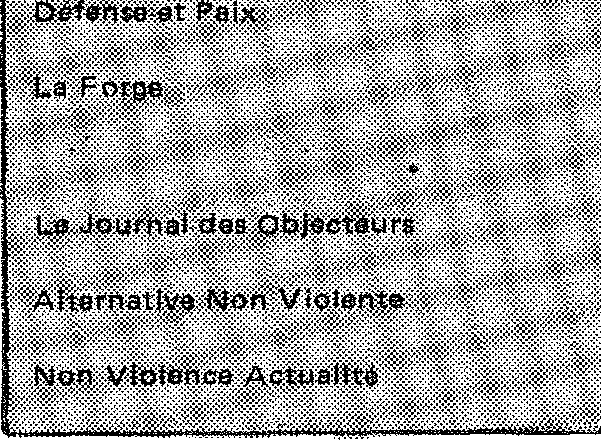 Défense et Paix
La Forge
Le Journal des Objecteurs
Alternative Non Violente
Non Violence Actualité